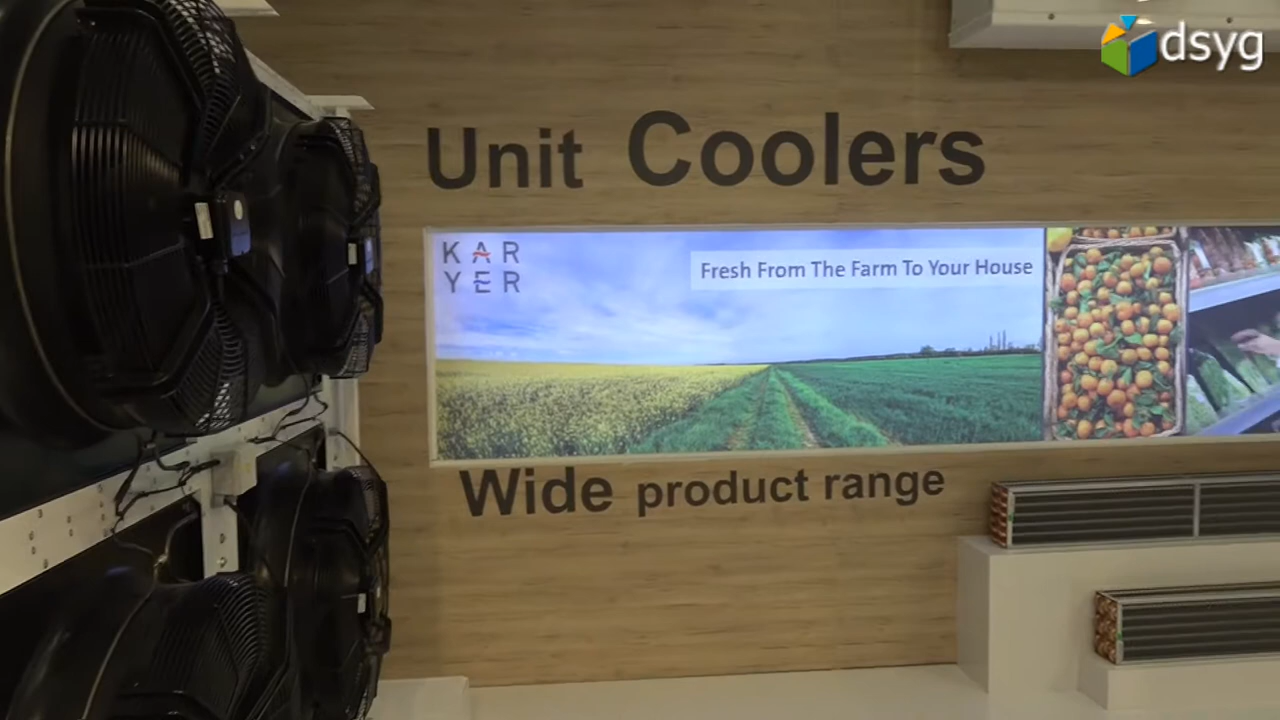 dsyg
Unit Coolers
KAR
YER
Fresh From The Farm To Your House
Wide product range